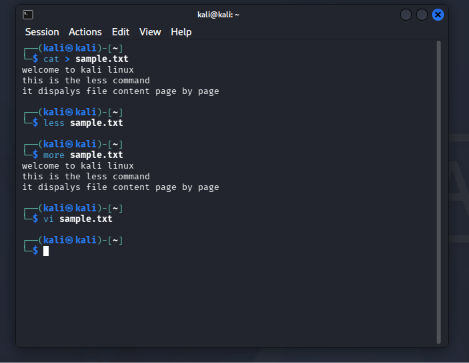 kali@kali: ~
Session Actions Edit View Help
┌──(kali㉿kali)-[~]
└─$ cat > sample.txt
welcome to kali linux
this is the less command
it dispalys file content page by page
┌──(kali㉿kali)-[~]
└─$ less sample.txt
┌──(kali㉿kali)-[~]
└─$ more sample.txt
welcome to kali linux
this is the less command
it dispalys file content page by page
┌──(kali㉿kali)-[~]
└─$ vi sample.txt
┌──(kali㉿kali)-[~]
└─$